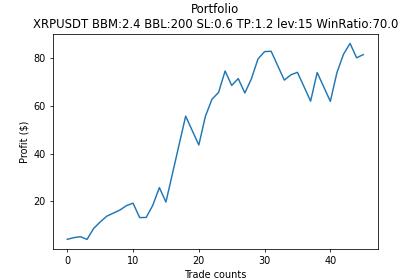 Portfolio
XRPUSDT BBM:2.4 BBL:200 SL:0.6 TP:1.2 lev:15 WinRatio:70.0
Profit ($)
80
60
40
20
0 10 20 30 40
Trade counts